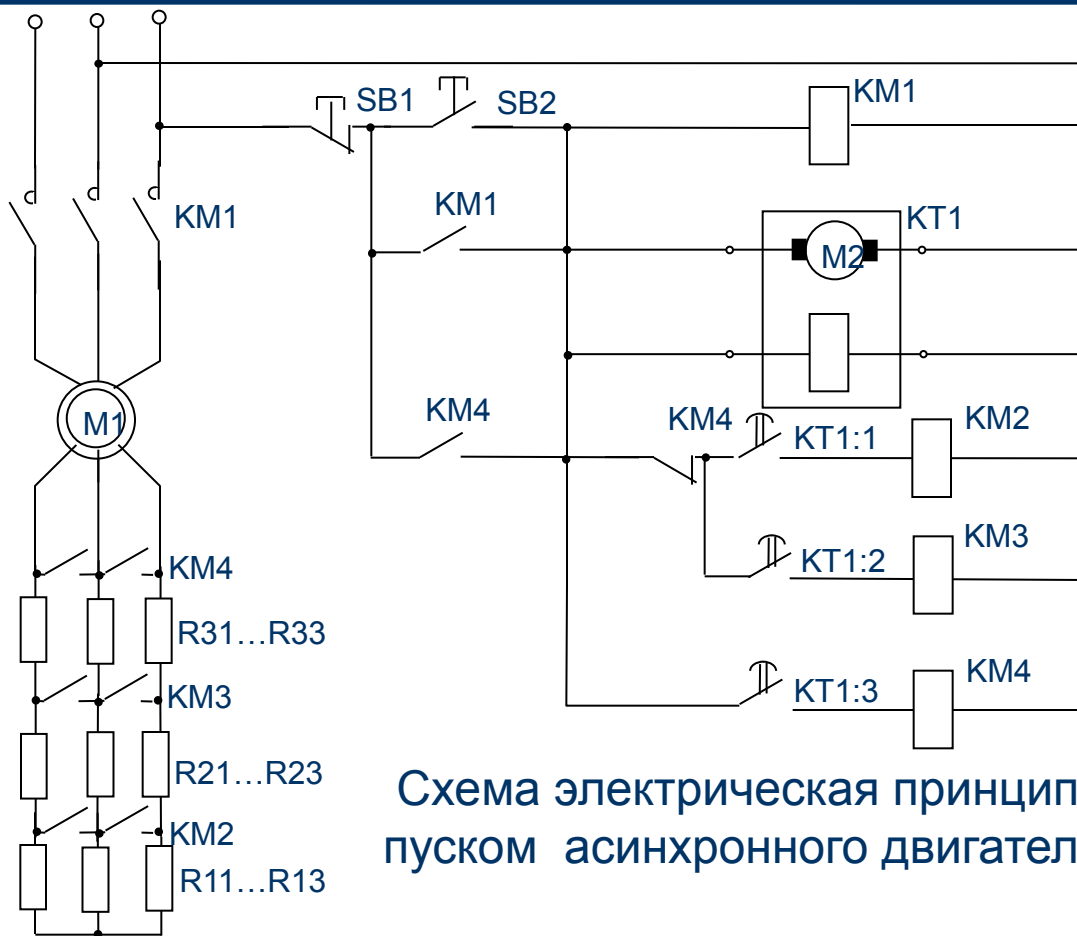 SB1
SB2
KM1
KM1
KM1
KT1
M2
KM4
KM4
KT1:1
KM2
M1
KT1:2
KM3
KM4
R31...R33
KT1:3
KM4
KM3
R21...R23
KM2
R11...R13
Схема электрическая принцип
пуском асинхронного двигател